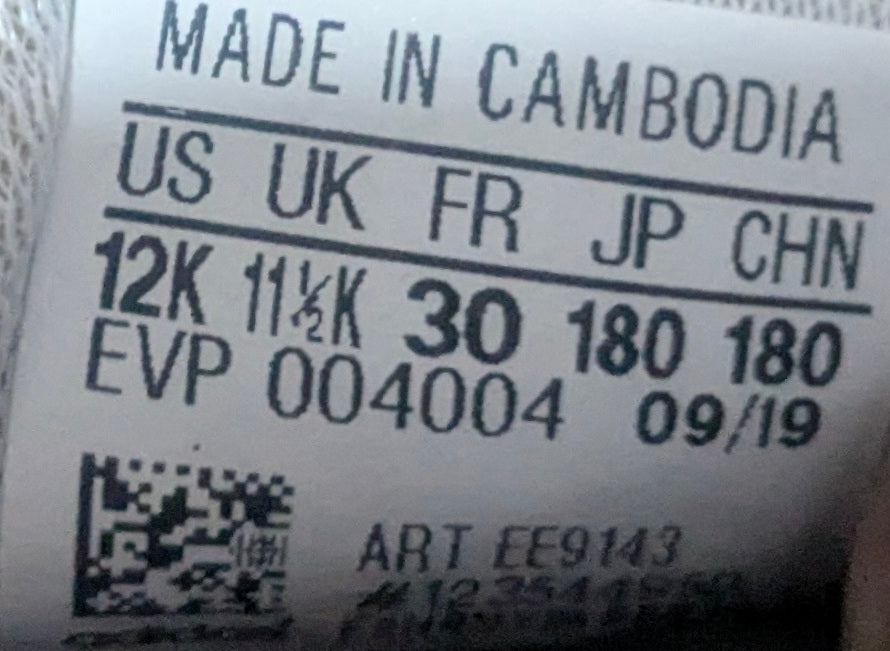 MADE IN CAMBODIA
US UK FR JP CHN
12K 11½K 30 180 180
EVP 004004 09/19
ART EE9143